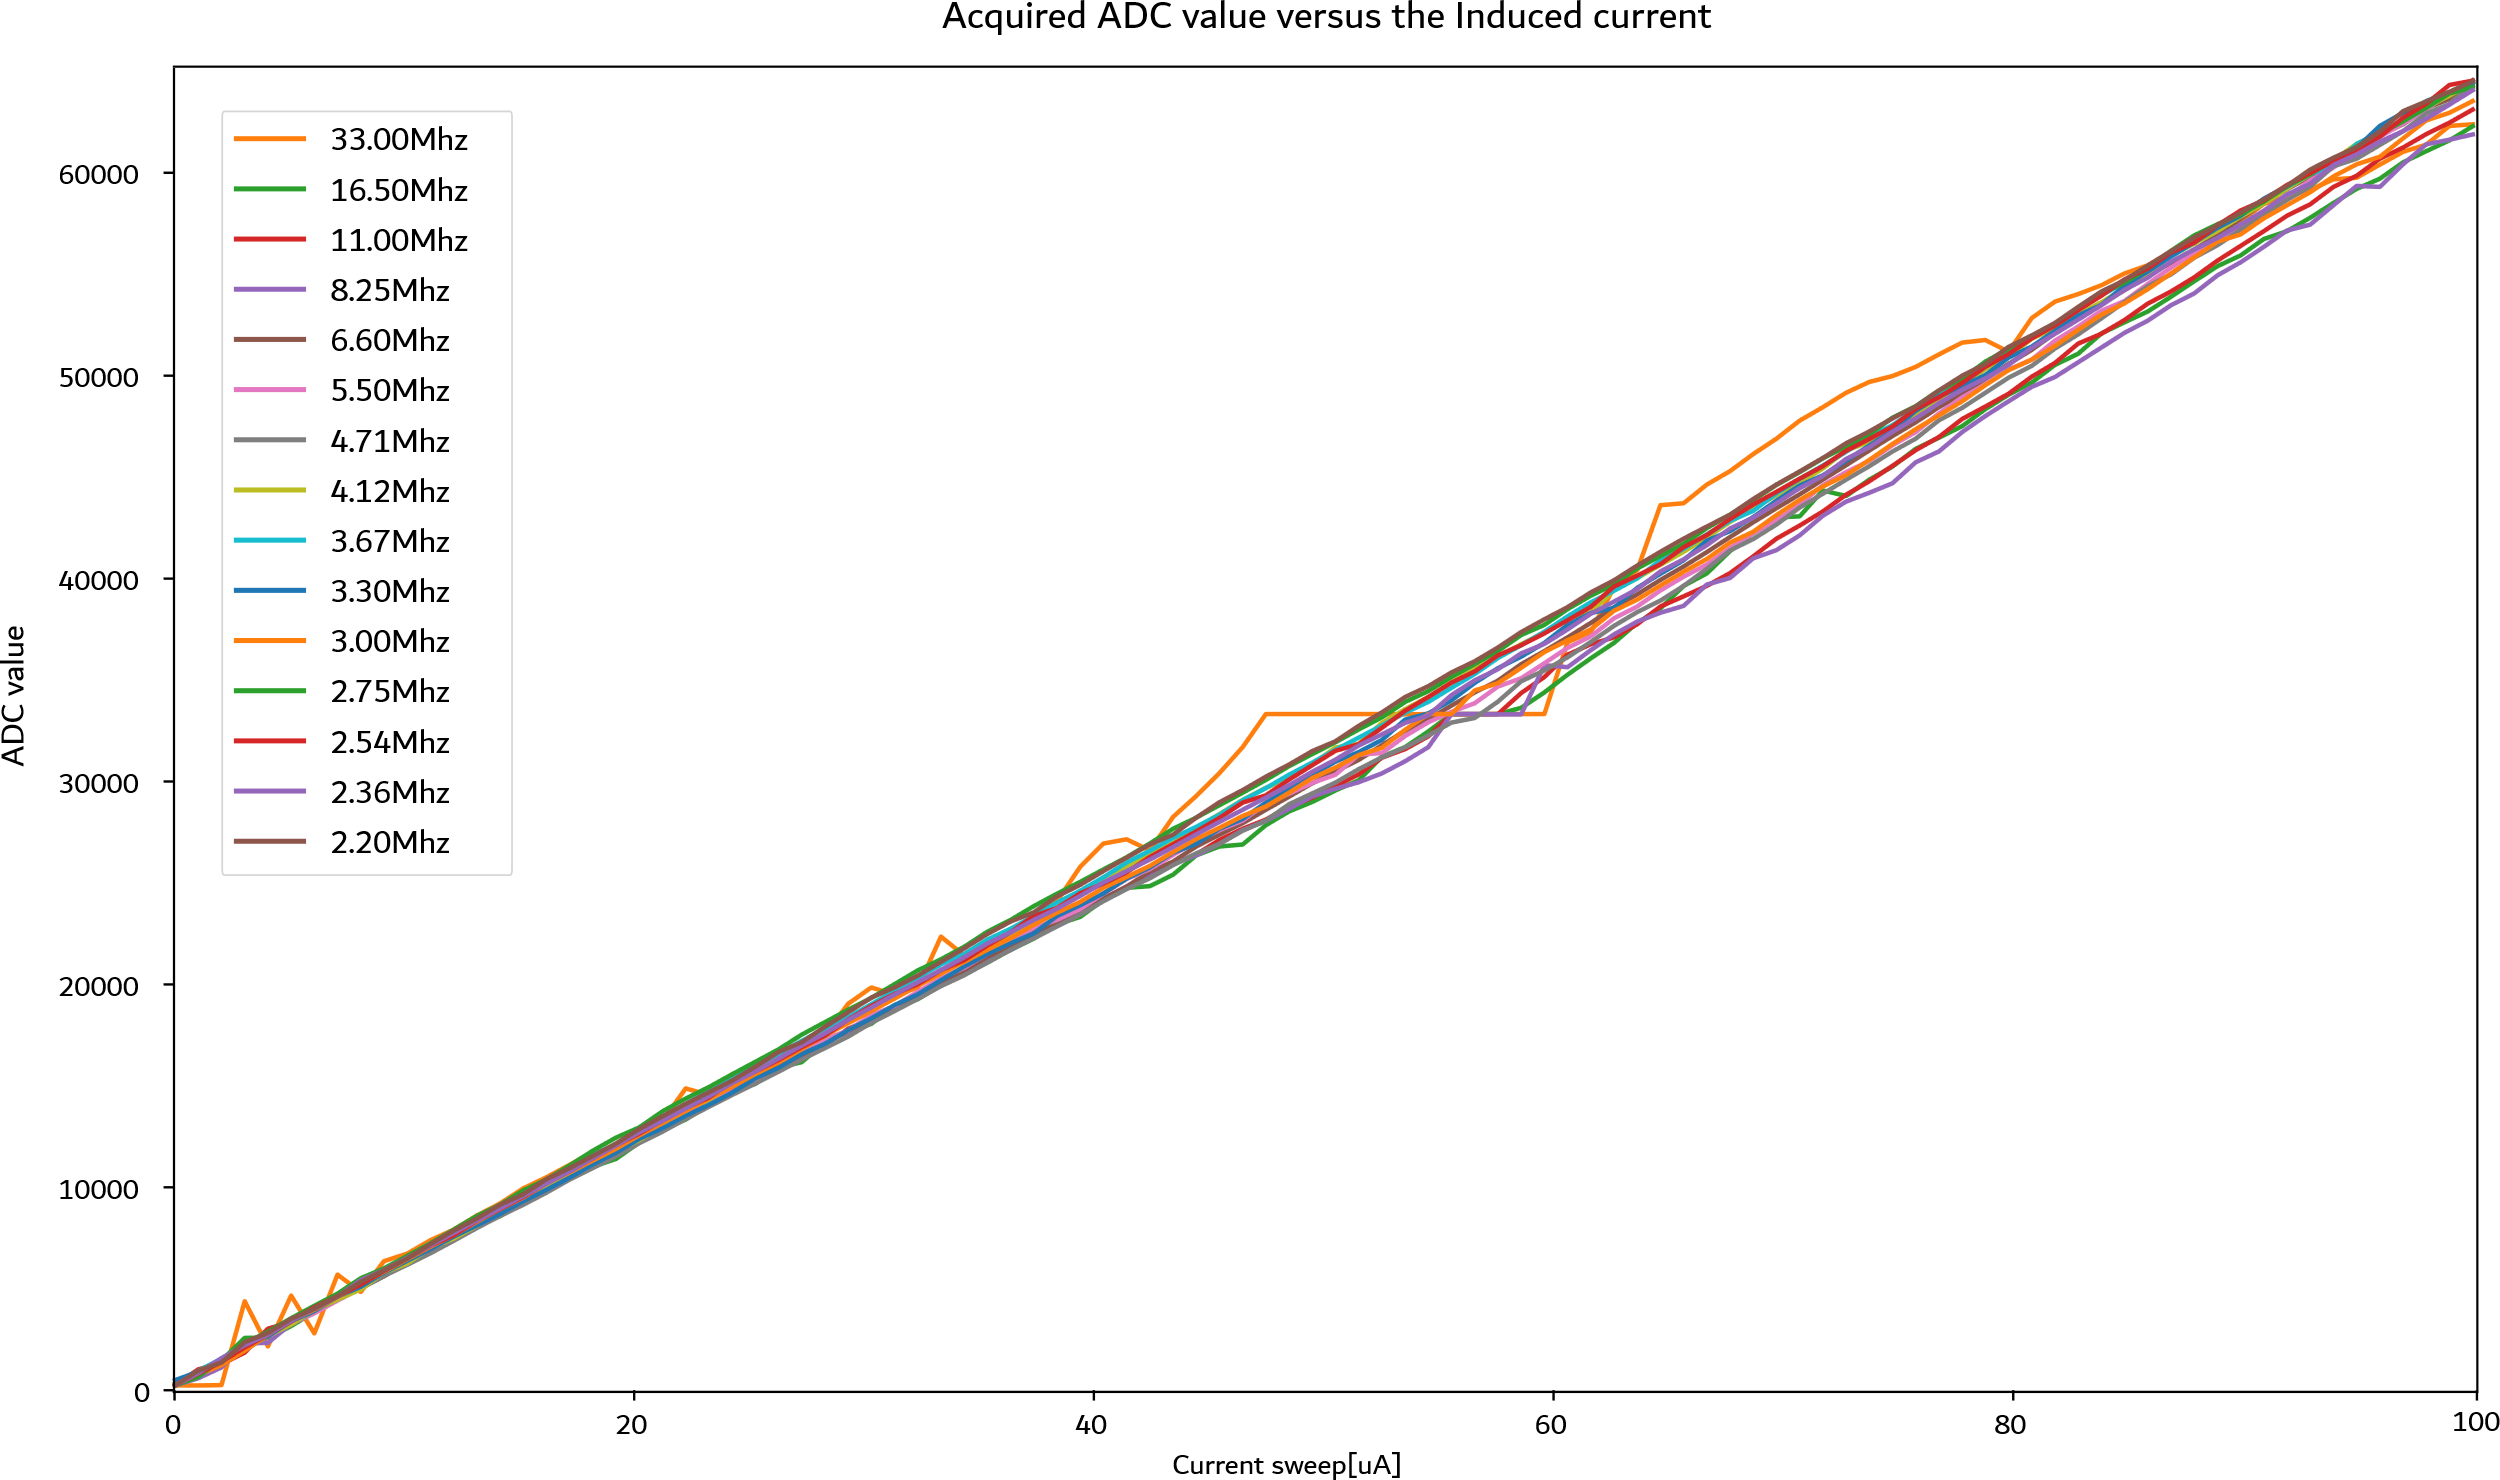 Acquired ADC value versus the Induced current
33.00Mhz
16.50Mhz
11.00Mhz
8.25Mhz
6.60Mhz
5.50Mhz
4.71Mhz
4.12Mhz
3.67Mhz
3.30Mhz
3.00Mhz
2.75Mhz
2.54Mhz
2.36Mhz
2.20Mhz
ADC value
60000
50000
40000
30000
20000
10000
0
0 20 40 60 80 100
Current sweep[uA]